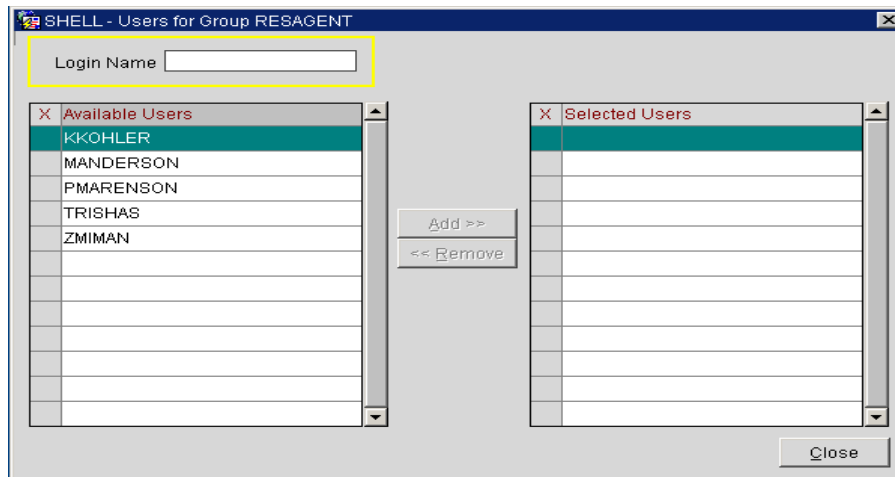 SHELL - Users for Group RESAGENT
Login Name
X Available Users
KKOHLER
MANDERSON
PMARENSON
TRISHAS
ZMIMAN
Add >>
<< Remove
X Selected Users
Close